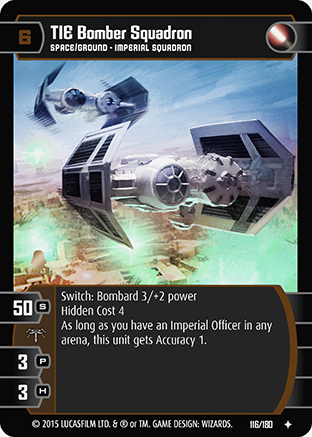 6
TIE Bomber Squadron
SPACE/GROUND - IMPERIAL SQUADRON
50 S
3 P
3 H
Switch: Bombard 3/+2 power
Hidden Cost 4
As long as you have an Imperial Officer in any
arena, this unit gets Accuracy 1.
© 2015 LUCASFILM LTD. & ® or TM. GAME DESIGN: WIZARDS. 116/180